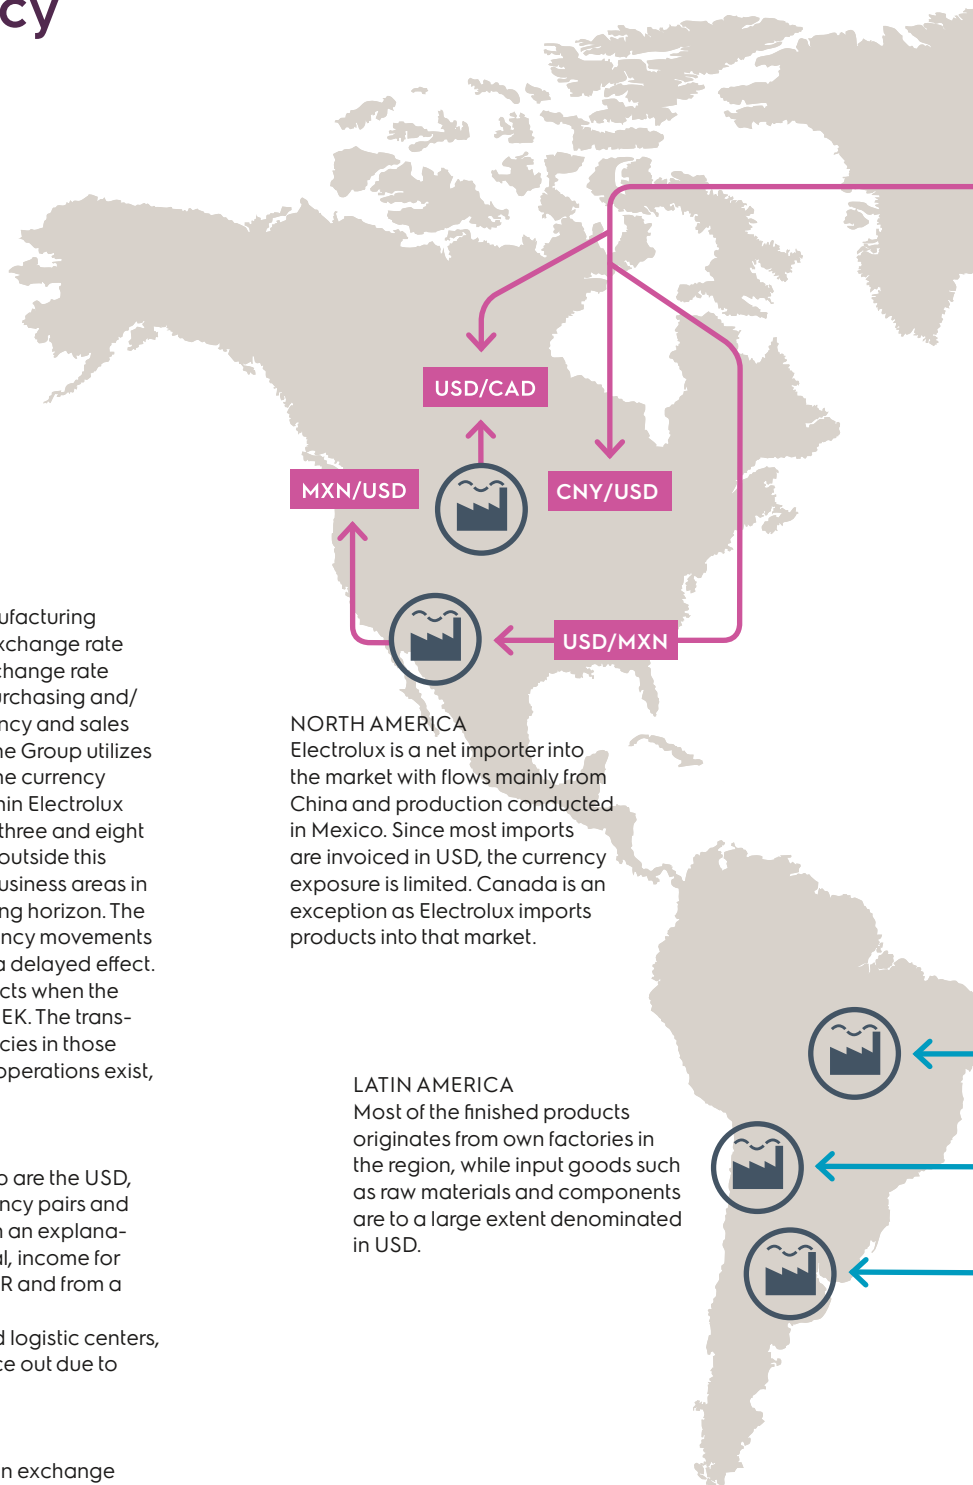 cy
USD/CAD
MXN/USD
CNY/USD
USD/MXN
ufacturing
xchange rate
change rate
urchasing and/
ncy and sales
ne Group utilizes
ne currency
hin Electrolux
three and eight
outside this
usiness areas in
ng horizon. The
ncy movements
a delayed effect.
cts when the
EK. The trans-
cies in those
operations exist,
o are the USD,
ncy pairs and
n an explana-
al, income for
R and from a
d logistic centers,
ce out due to
n exchange
NORTH AMERICA
Electrolux is a net importer into
the market with flows mainly from
China and production conducted
in Mexico. Since most imports
are invoiced in USD, the currency
exposure is limited. Canada is an
exception as Electrolux imports
products into that market.
LATIN AMERICA
Most of the finished products
originates from own factories in
the region, while input goods such
as raw materials and components
are to a large extent denominated
in USD.